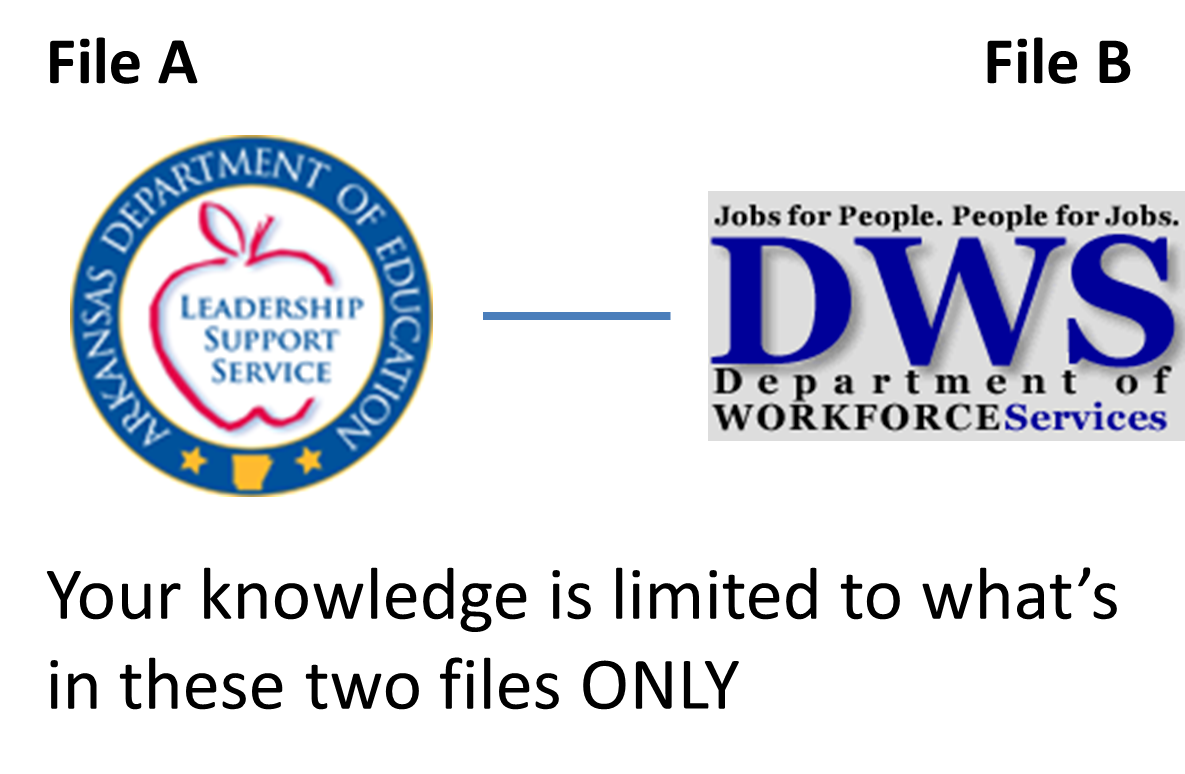 File A
File B
ARKANSAS DEPARTMENT OF EDUCATION
LEADERSHIP
SUPPORT
SERVICE
Jobs for People. People for Jobs.
DWS
Department of
WORKFORCEServices
Your knowledge is limited to what’s
in these two files ONLY